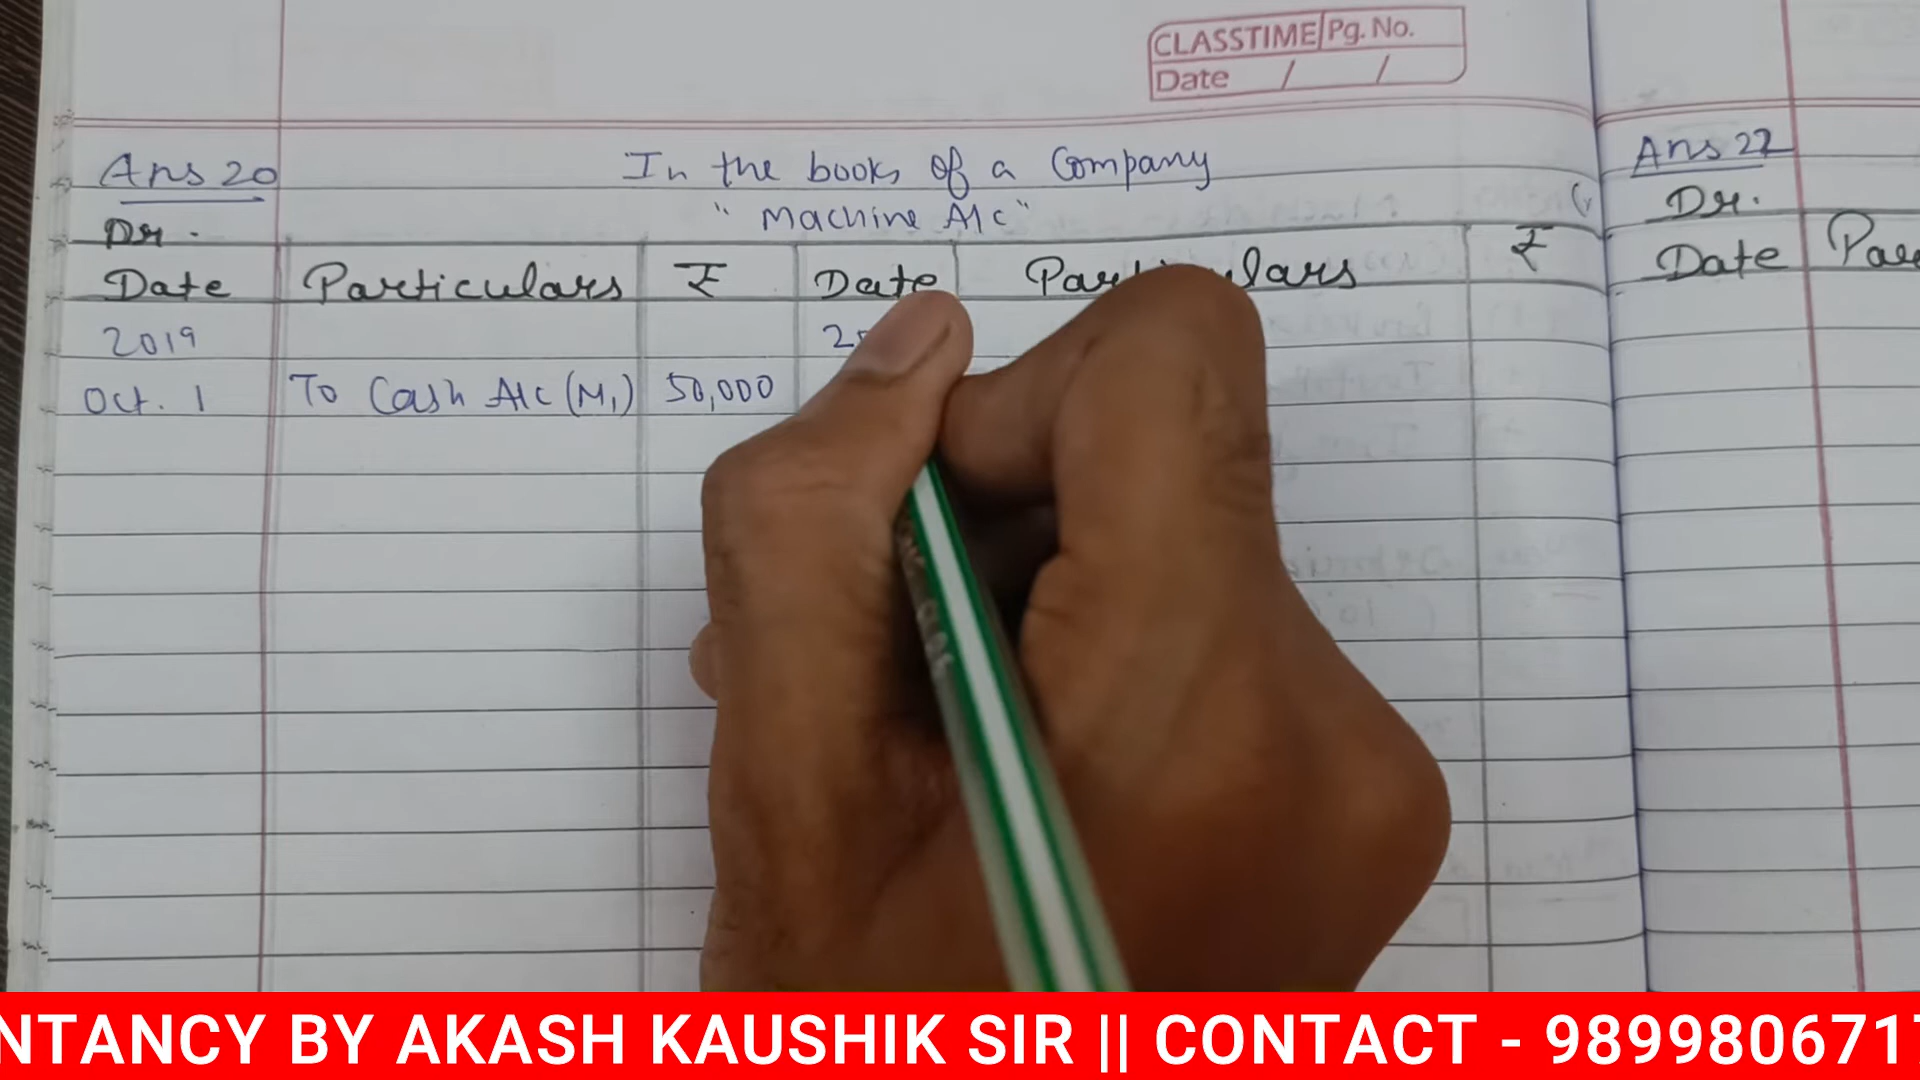 CLASSTIME Pg. No.
Date / /
Ans 20
In the books of a Company
Dr.
"Machine A/c"
Date Particulars ₹ Date Particulars ₹
2019
Oct. 1 To Cash A/c (M1) 50,000
Ans 22
Dr.
Date
NTANCY BY AKASH KAUSHIK SIR || CONTACT - 9899806717